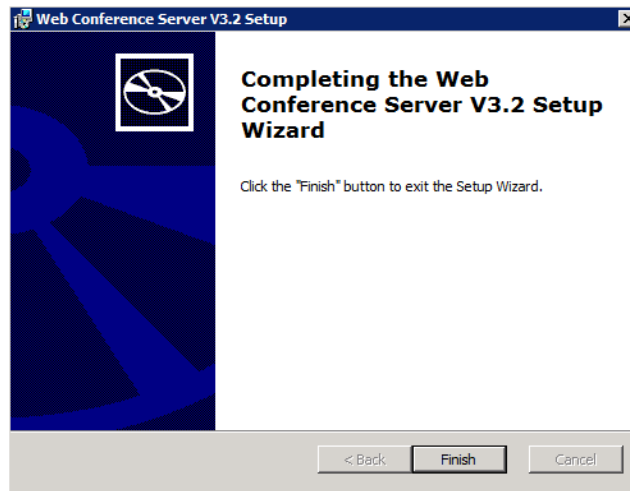 Web Conference Server V3.2 Setup
Completing the Web
Conference Server V3.2 Setup
Wizard
Click the "Finish" button to exit the Setup Wizard.
< Back
Finish
Cancel